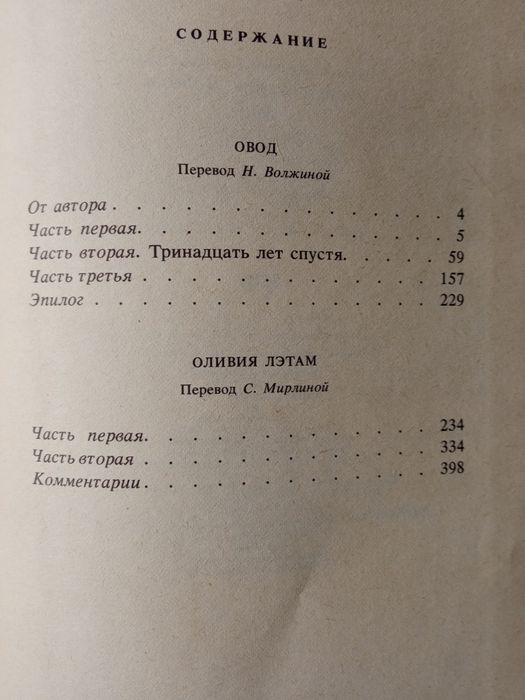 СОДЕРЖАНИЕ
ОВОД
Перевод Н. Волжиной
От автора . . . . . . . . . . . . . . 4
Часть первая. . . . . . . . . . . . . 5
Часть вторая. Тринадцать лет спустя. . . . . 59
Часть третья . . . . . . . . . . . . . 157
Эпилог . . . . . . . . . . . . . . . 229
ОЛИВИЯ ЛЭТАМ
Перевод С. Мирлиной
Часть первая. . . . . . . . . . . . . 234
Часть вторая . . . . . . . . . . . . . 334
Комментарии . . . . . . . . . . . . . 398